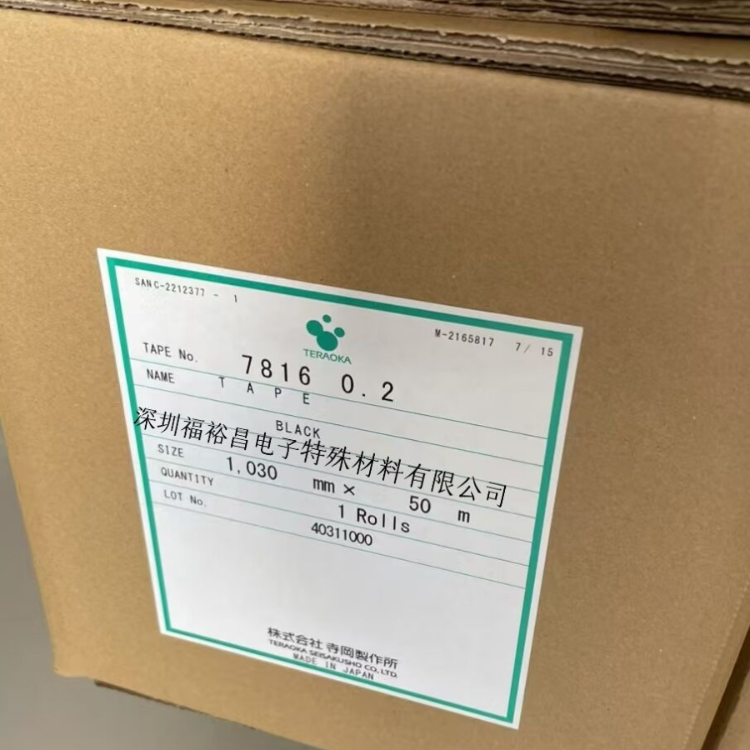 SANC-2212377 - 1
M-2165817 7/ 15
TERAOKA
TAPE No. 7816 0.2
NAME TAPE
BLACK
深圳福裕昌电子特殊材料有限公司
SIZE 1,030 mm × 50 m
QUANTITY 1 Rolls
LOT No. 40311000
株式会社 寺岡製作所
TERAOKA SEISAKUSHO CO., LTD.
MADE IN JAPAN